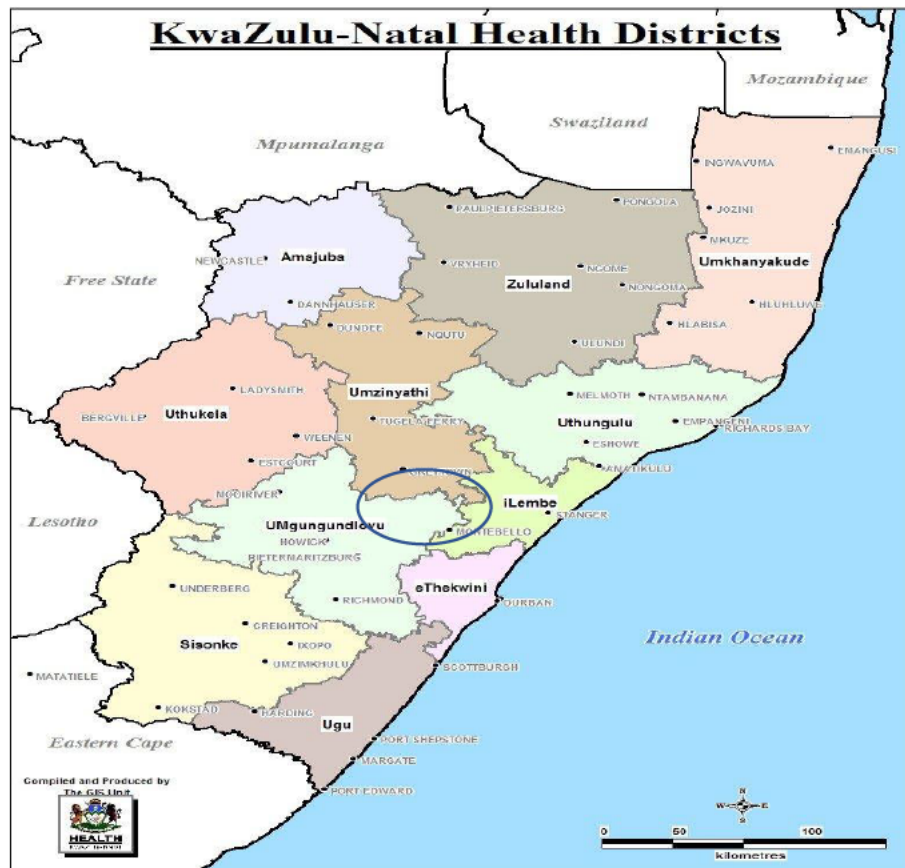 KwaZulu-Natal Health Districts
Mozambique
Swaziland
Mpumalanga
EMANGUSI
INGWAVUMA
PAULPIETERSBURG
PONGOLA
JOZINI
MKUZE
NEWCASTLE
Amajuba
VRYHEID
NGOME
Umkhanyakude
Free State
Zululand
NONGOMA
DANNHAUSER
HLUHLUWE
DUNDEE
NQUTU
HLABISA
ULUNDI
LADYSMITH
Umzinyathi
MELMOTH
NTAMBANANA
BERGVILLE
Uthukela
TUGELA FERRY
Uthungulu
EMPANGENI
RICHARDS BAY
WEENEN
ESHOWE
ESTCOURT
AMATIKULU
NOOIRIVER
iLembe
Lesotho
STANGER
UMgungundlovu
MONTEBELLO
HOWICK
PIETERMARITZBURG
eThekwini
UNDERBERG
RICHMOND
DURBAN
CREIGHTON
Sisonke
IXOPO
Indian Ocean
UMZIMKHULU
SCOTTBURGH
MATATIELE
KOKSTAD
HARDING
Ugu
Eastern Cape
PORT SHEPSTONE
MARGATE
Compiled and Produced by
The GIS Unit
PORT EDWARD
N
W
E
S
HEALTH
0 50 100
kilometres